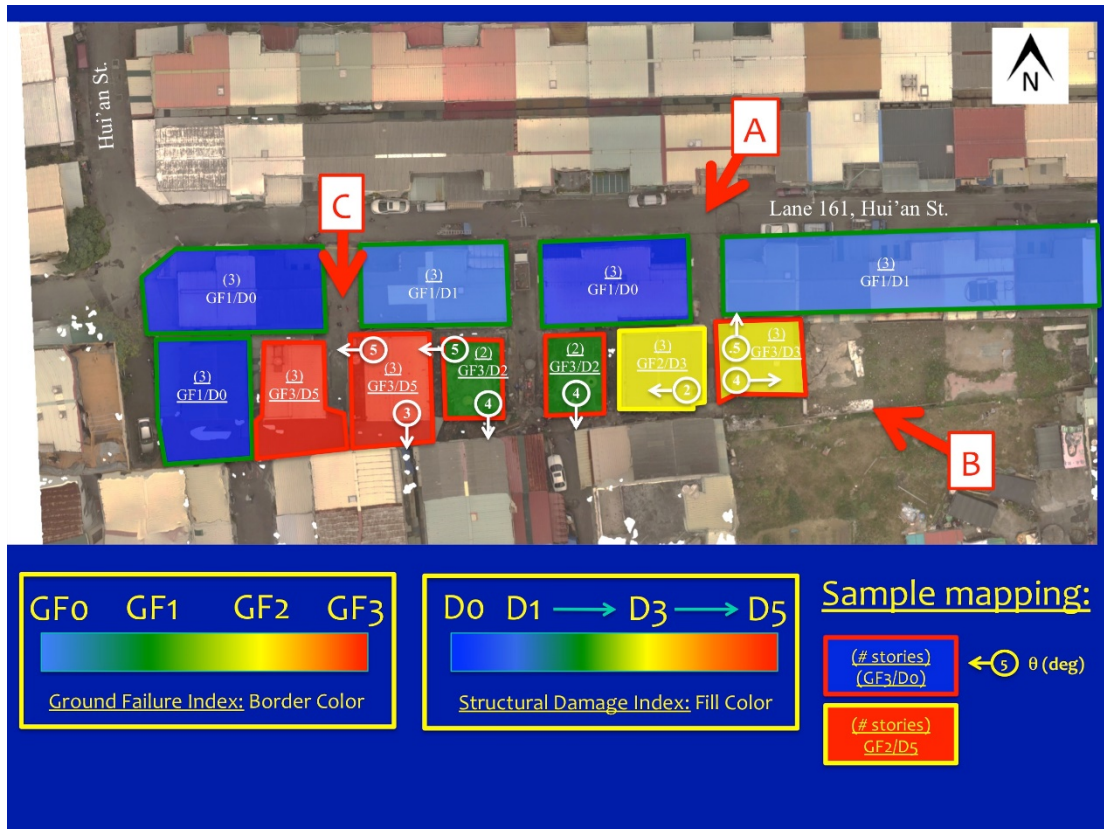 Hui'an St.
N
A
C
Lane 161, Hui'an St.
(3)
GF1/D0
(3)
GF1/D1
(3)
GF1/D0
(3)
GF1/D1
(3)
GF1/D0
(3)
GF3/D5
5
(3)
GF3/D5
3
5
(2)
GF3/D2
4
(2)
GF3/D2
4
(3)
GF2/D3
2
5
(3)
GF3/D3
4
B
GF0 GF1 GF2 GF3
Ground Failure Index: Border Color
D0 D1 D3 D5
Structural Damage Index: Fill Color
Sample mapping:
(# stories)
(GF3/D0)
5 θ (deg)
(# stories)
GF2/D5